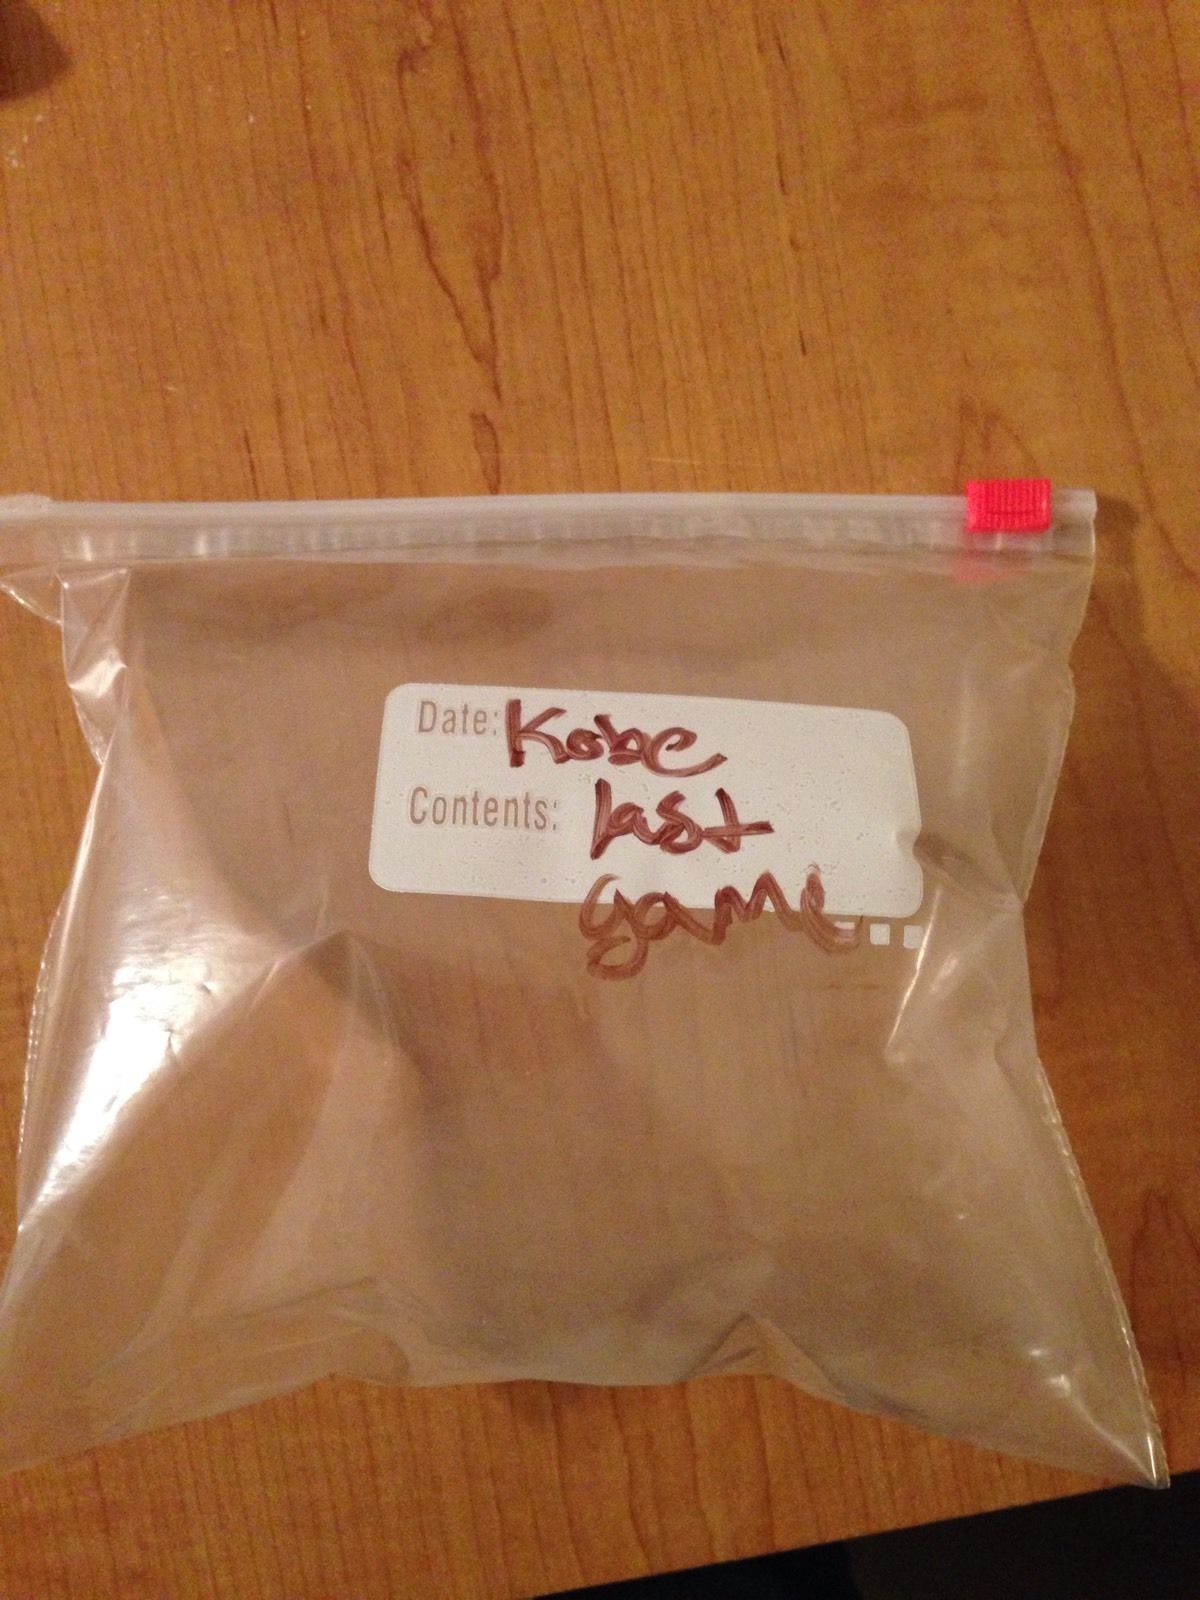 Date: Kobe
Contents: last
game